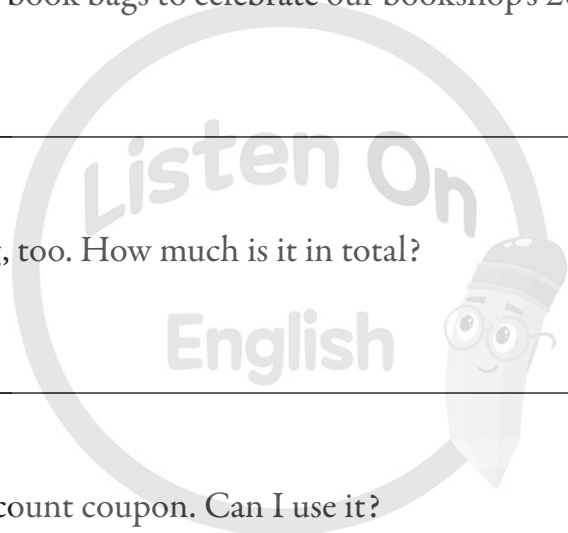 book bags to celebrate our bookshop's 20
Listen On
, too. How much is it in total?
English
count coupon. Can I use it?